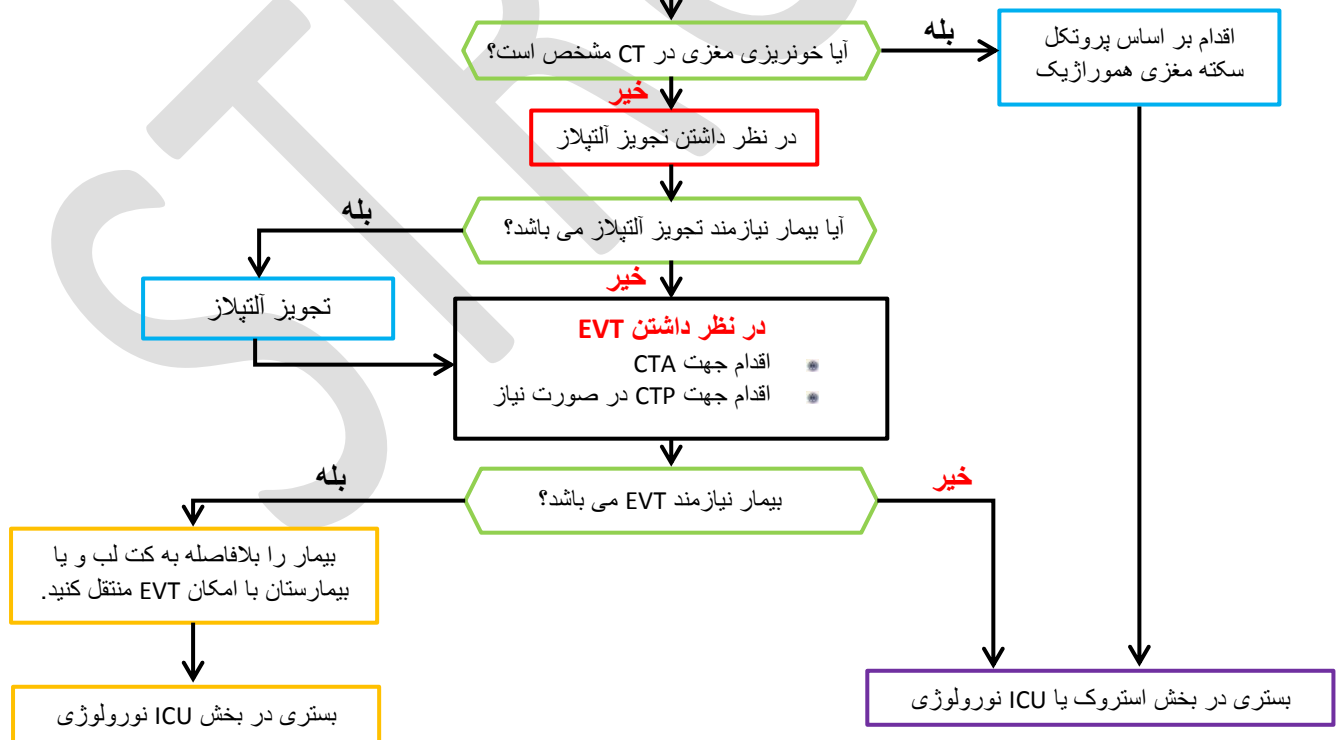 آیا خونریزی مغزی در CT مشخص است؟
بله
اقدام بر اساس پروتکل
سکته مغزی هموراژیک
خیر
در نظر داشتن تجویز آلتپلاز
آیا بیمار نیازمند تجویز آلتپلاز می باشد؟
بله
خیر
تجویز آلتپلاز
در نظر داشتن EVT
اقدام جهت CTA
اقدام جهت CTP در صورت نیاز
بیمار نیازمند EVT می باشد؟
بله
خیر
بیمار را بلافاصله به کت لب و یا
بیمارستان با امکان EVT منتقل کنید.
بستری در بخش استروک یا ICU نورولوژی
بستری در بخش ICU نورولوژی